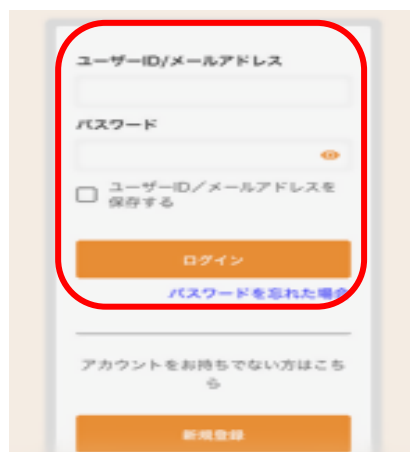 ユーザーID/メールアドレス
パスワード
ユーザーID/メールアドレスを
保存する
ログイン
パスワードを忘れた場合
アカウントをお持ちでない方はこち
ら
新規登録